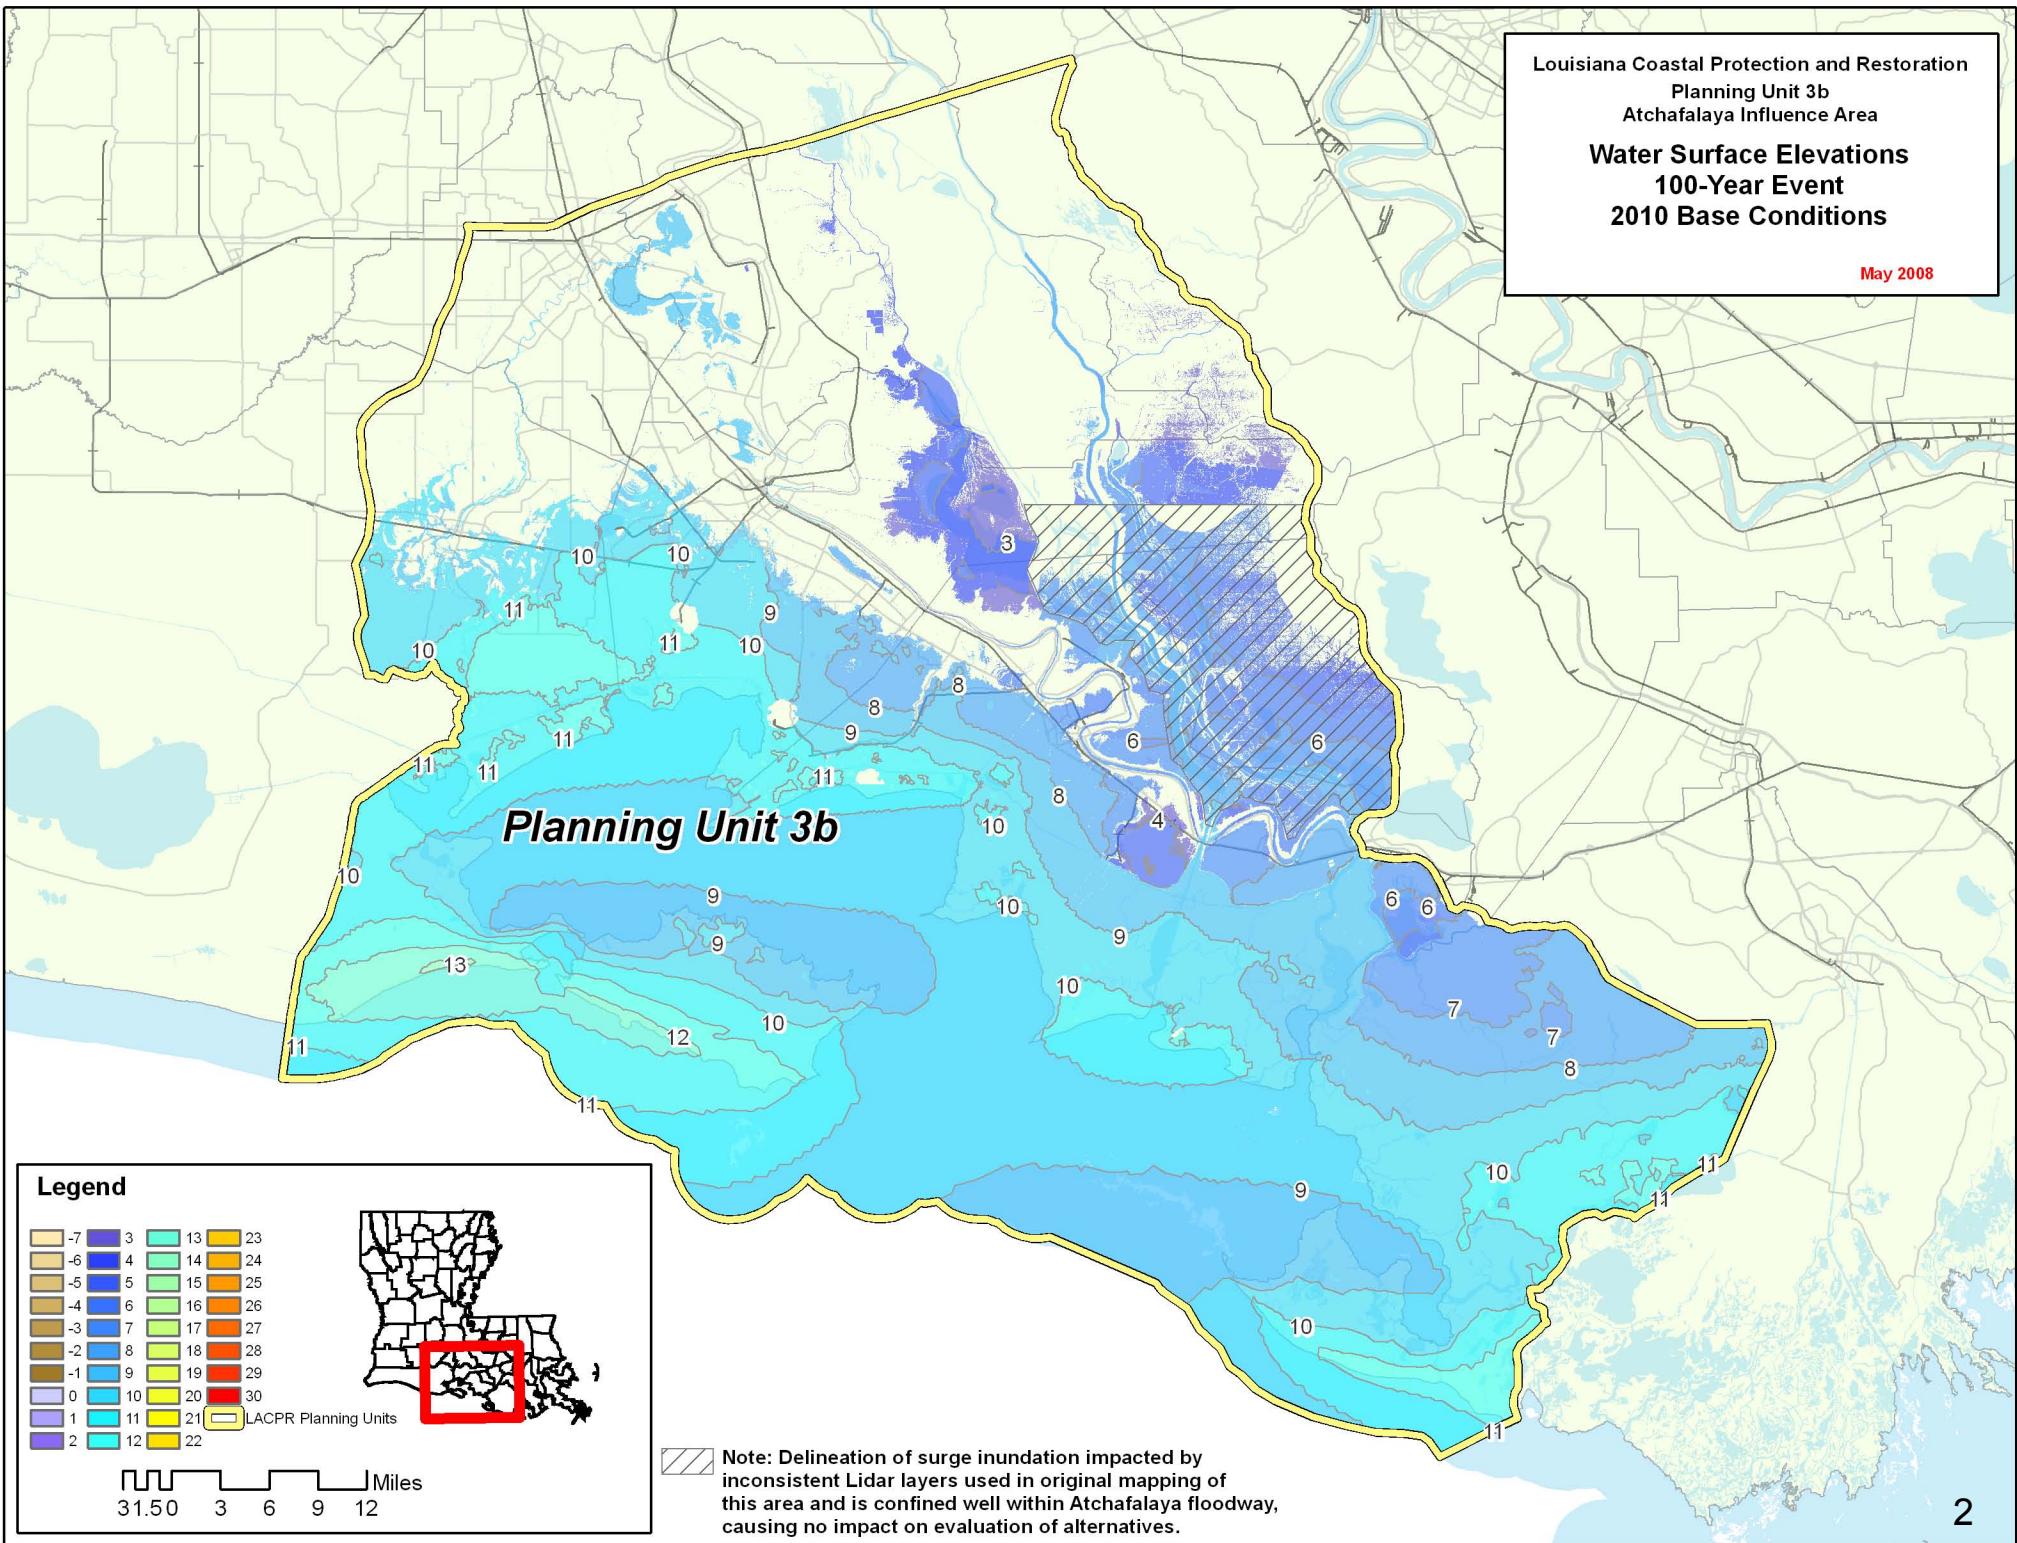 Louisiana Coastal Protection and Restoration
Planning Unit 3b
Atchafalaya Influence Area
Water Surface Elevations
100-Year Event
2010 Base Conditions
May 2008
3
10
10
11
9
10
11
10
8
8
9
6
6
11
11
11
11
8
4
10
Planning Unit 3b
10
9
6
6
10
9
9
13
10
7
12
10
7
11
8
11
10
11
11
9
10
11
Legend
-7 3 13 23
-6 4 14 24
-5 5 15 25
-4 6 16 26
-3 7 17 27
-2 8 18 28
-1 9 19 29
0 10 20 30
1 11 21 LACPR Planning Units
2 12 22
Miles
3 1.5 0 3 6 9 12
Note: Delineation of surge inundation impacted by
inconsistent Lidar layers used in original mapping of
this area and is confined well within Atchafalaya floodway,
causing no impact on evaluation of alternatives.
2